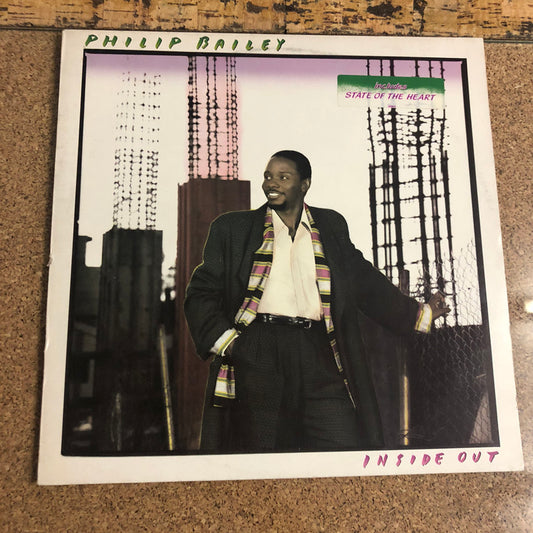 PHILIP BAILEY
Includes
STATE OF THE HEART
INSIDE OUT